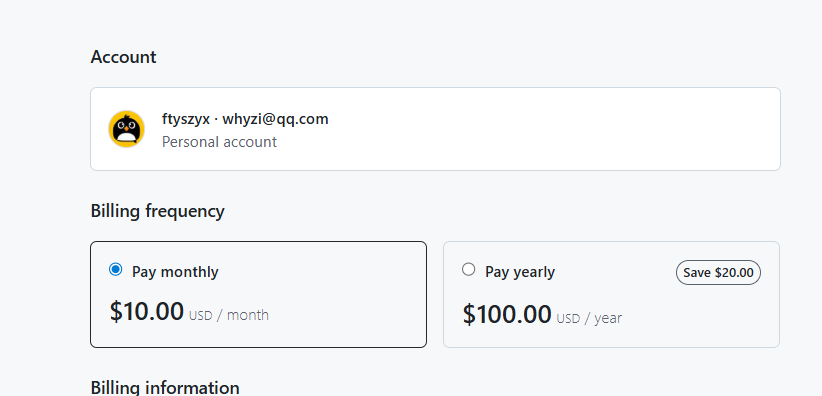 Account
ftyszyx · whyzi@qq.com
Personal account
Billing frequency
Pay monthly
$10.00 USD / month
Pay yearly
Save $20.00
$100.00 USD / year
Billing information